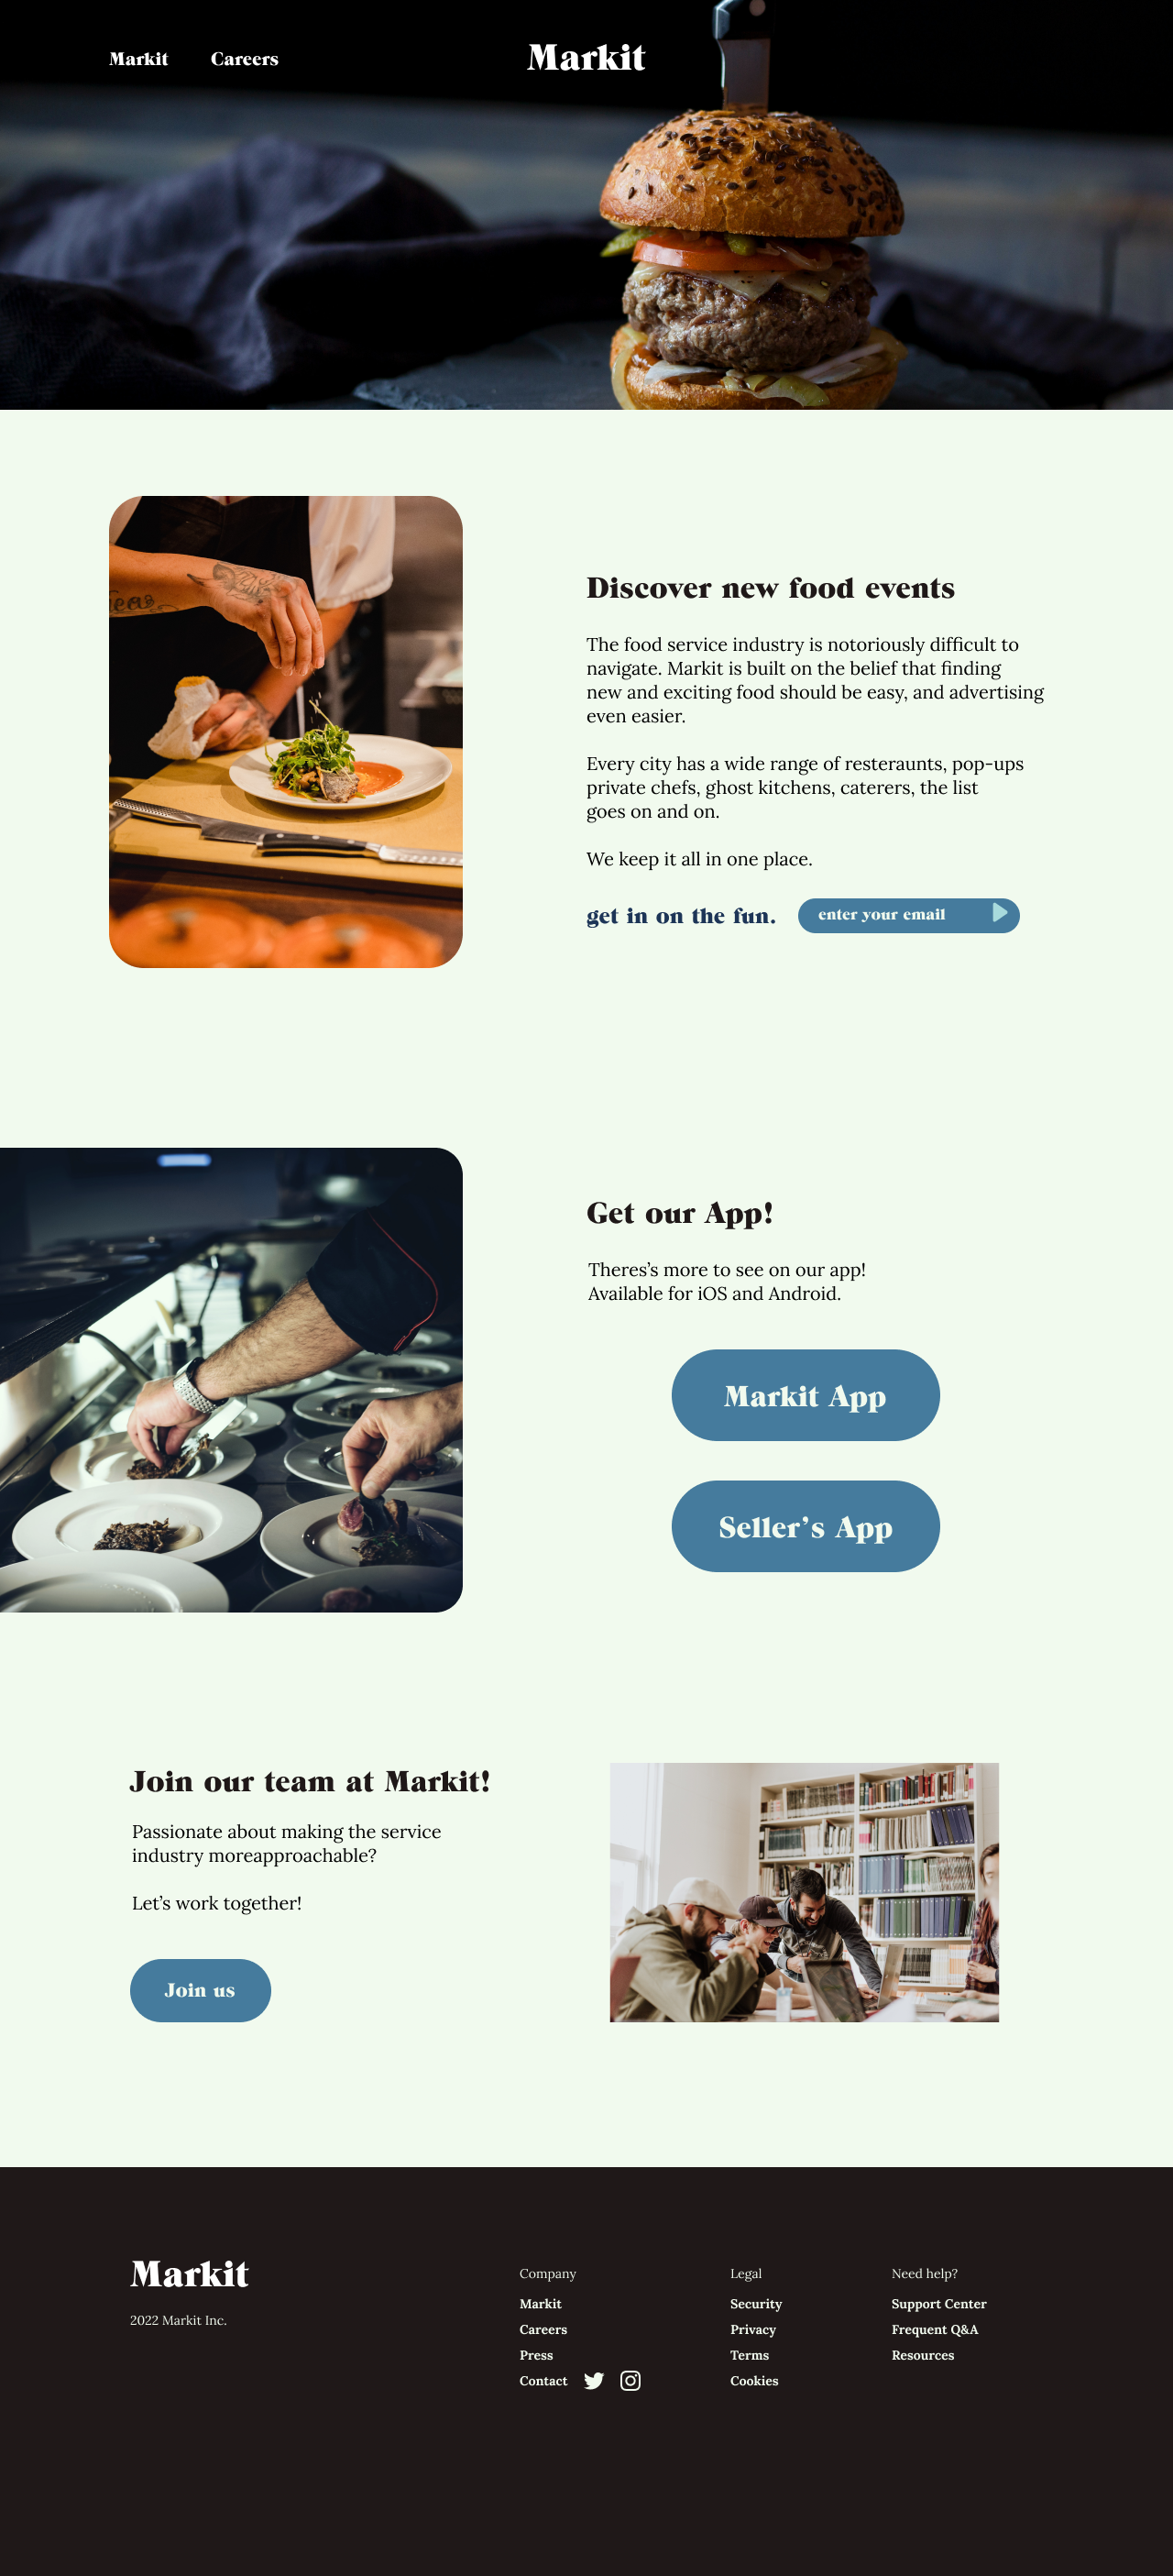 Markit
Careers
Markit
Discover new food events
The food service industry is notoriously difficult to
navigate. Markit is built on the belief that finding
new and exciting food should be easy, and advertising
even easier.
Every city has a wide range of resteraunts, pop-ups
private chefs, ghost kitchens, caterers, the list
goes on and on.
We keep it all in one place.
get in on the fun.
enter your email
Get our App!
Theres’s more to see on our app!
Available for iOS and Android.
Markit App
Seller’s App
Join our team at Markit!
Passionate about making the service
industry moreapproachable?
Let’s work together!
Join us
Markit
2022 Markit Inc.
Company
Markit
Careers
Press
Contact
Legal
Security
Privacy
Terms
Cookies
Need help?
Support Center
Frequent Q&A
Resources